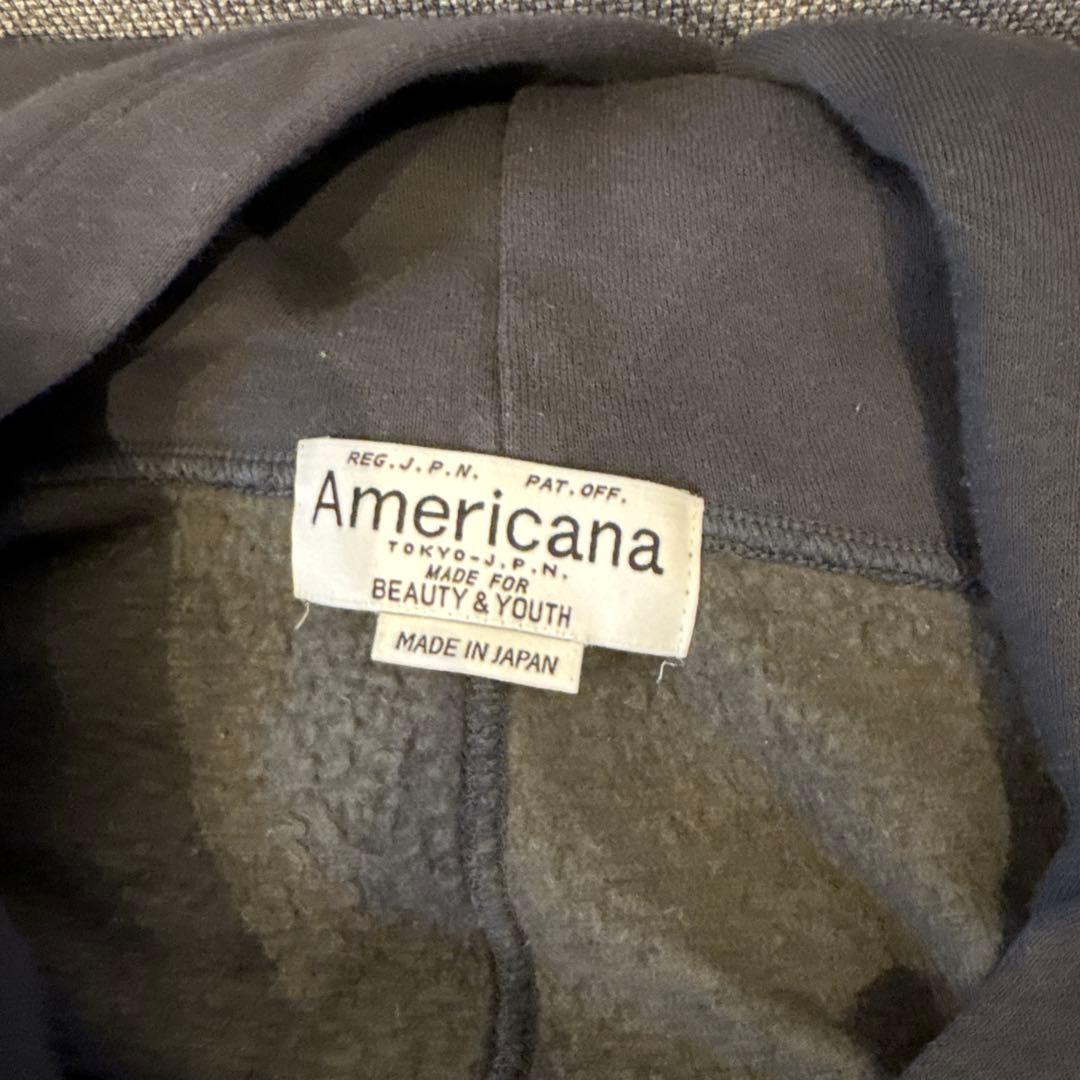 REG.J.P.N. PAT.OFF.
Americana
TOKYO-J.P.N.
MADE FOR
BEAUTY & YOUTH
MADE IN JAPAN